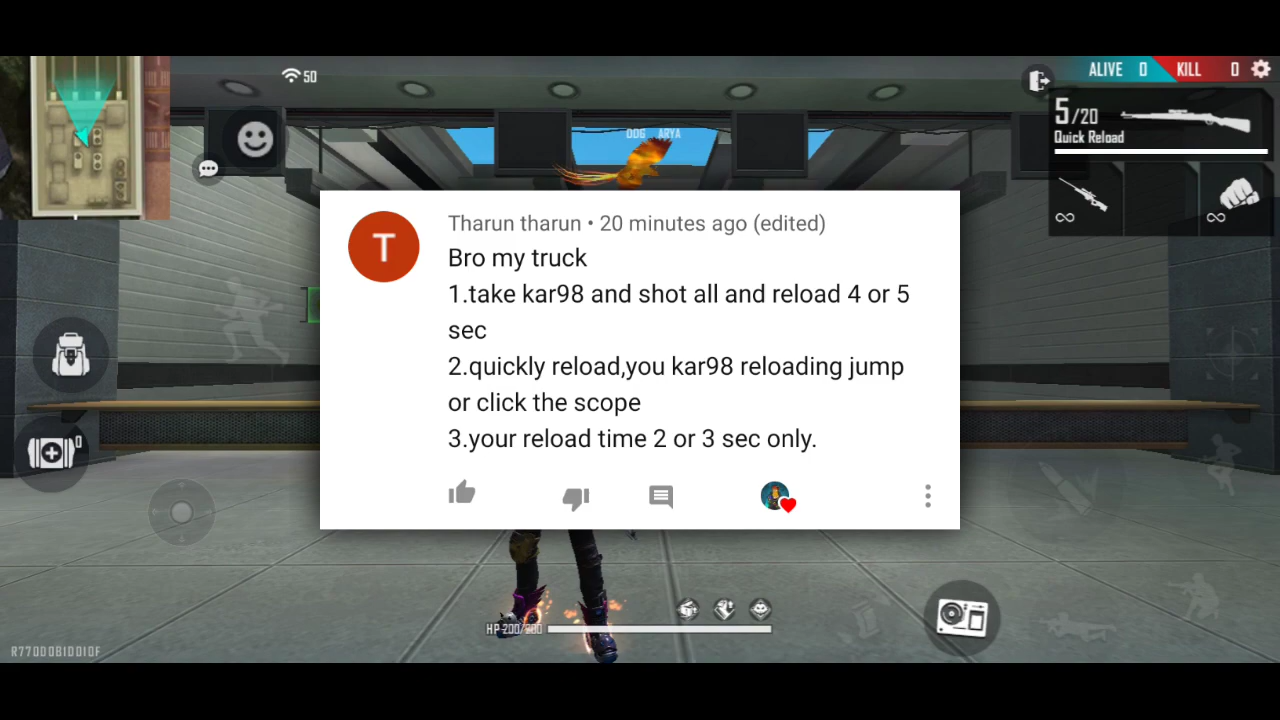 50
ALIVE 0 KILL 0
5/20
Quick Reload
T
Tharun tharun • 20 minutes ago (edited)
Bro my truck
1.take kar98 and shot all and reload 4 or 5
sec
2.quickly reload,you kar98 reloading jump
or click the scope
3.your reload time 2 or 3 sec only.
0
HP 200/200